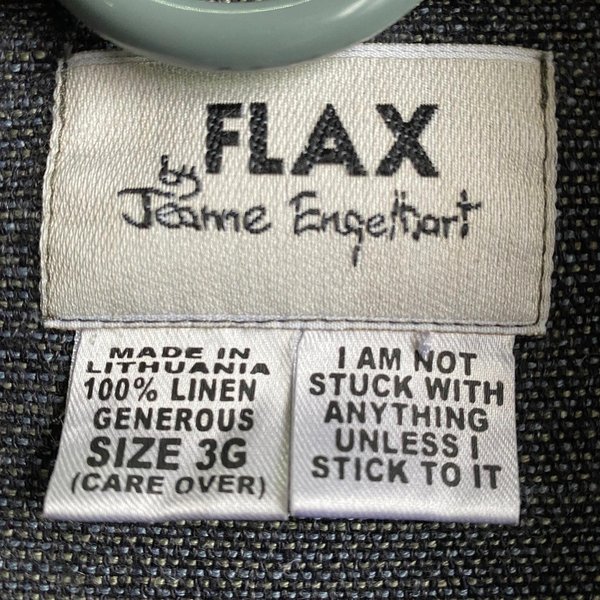 FLAX
by
Jeanne Engelhart
MADE IN
LITHUANIA
100% LINEN
GENEROUS
SIZE 3G
(CARE OVER)
I AM NOT
STUCK WITH
ANYTHING
UNLESS I
STICK TO IT